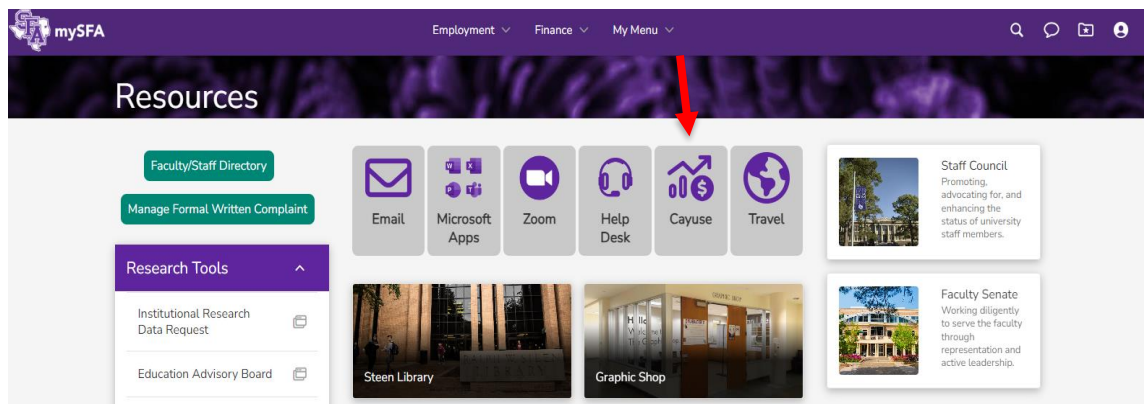 mySFA
Employment
Finance
My Menu
Resources
Faculty/Staff Directory
Manage Formal Written Complaint
Research Tools
Institutional Research
Data Request
Education Advisory Board
Email
Microsoft
Apps
Zoom
Help
Desk
Cayuse
Travel
Steen Library
GRAPHIC SHOP
Graphic Shop
Staff Council
Promoting,
advocating for, and
enhancing the
status of university
staff members.
Faculty Senate
Working diligently
to serve the faculty
through
representation and
active leadership.